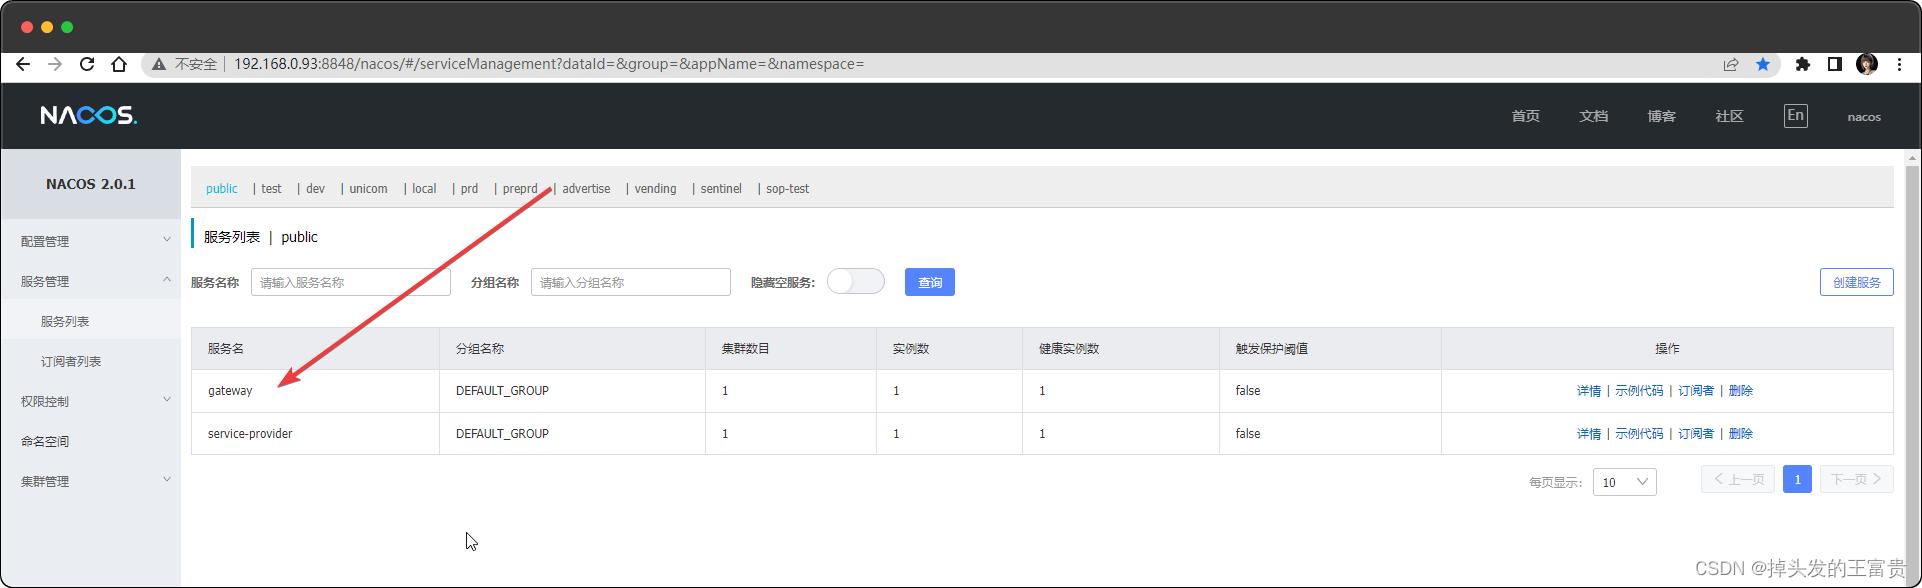 不安全 | 192.168.0.93:8848/nacos/#/serviceManagement?dataId=&group=&appName=&namespace=
NACOS. 首页 文档 博客 社区 En nacos
NACOS 2.0.1
配置管理
服务管理
服务列表
订阅者列表
权限控制
命名空间
集群管理
public | test | dev | unicom | local | prd | preprd | advertise | vending | sentinel | sop-test
服务列表 | public
服务名称 请输入服务名称 分组名称 请输入分组名称 隐藏空服务: 查询 创建服务
服务名 分组名称 集群数目 实例数 健康实例数 触发保护阈值 操作
gateway DEFAULT_GROUP 1 1 1 false 详情 | 示例代码 | 订阅者 | 删除
service-provider DEFAULT_GROUP 1 1 1 false 详情 | 示例代码 | 订阅者 | 删除
每页显示: 10 上一页 1 下一页
CSDN @掉头发的王富贵